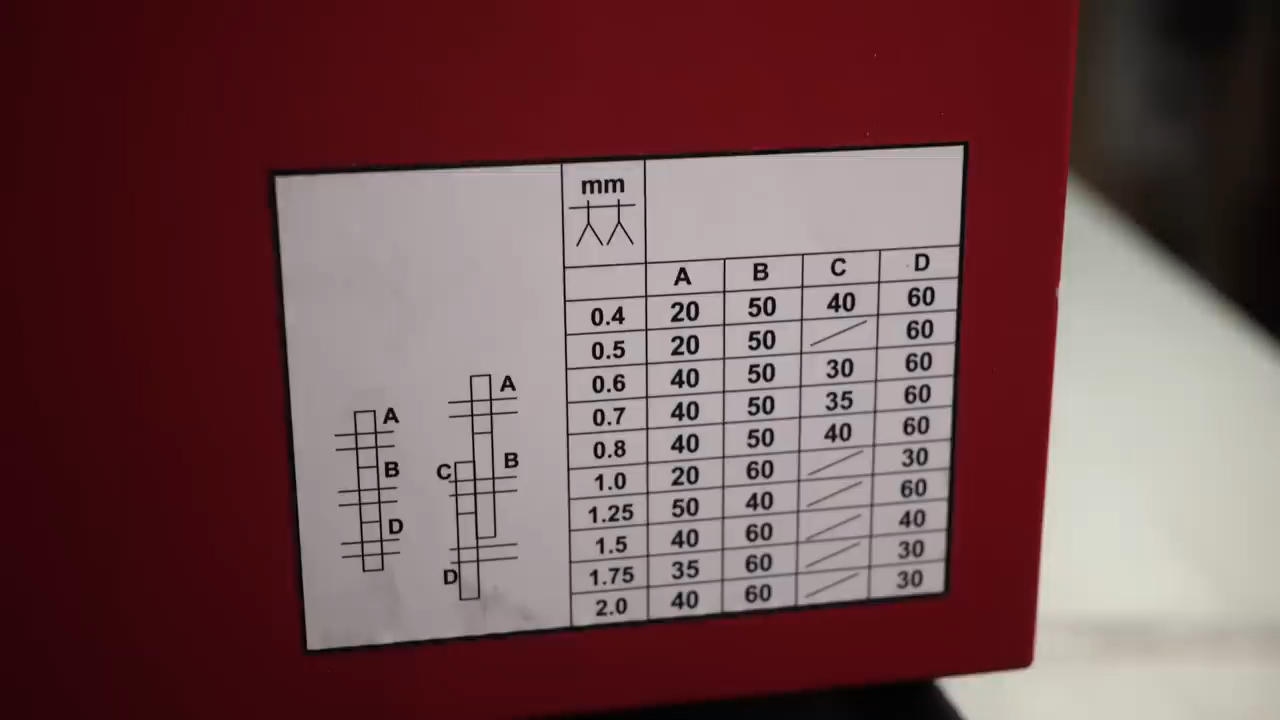 mm
A B C D
0.4 20 50 40 60
0.5 20 50 60
0.6 40 50 30 60
0.7 40 50 35 60
0.8 40 50 40 60
1.0 20 60 30
1.25 50 40 60
1.5 40 60 40
1.75 35 60 30
2.0 40 60 30
A
B
D
A
B
C
D